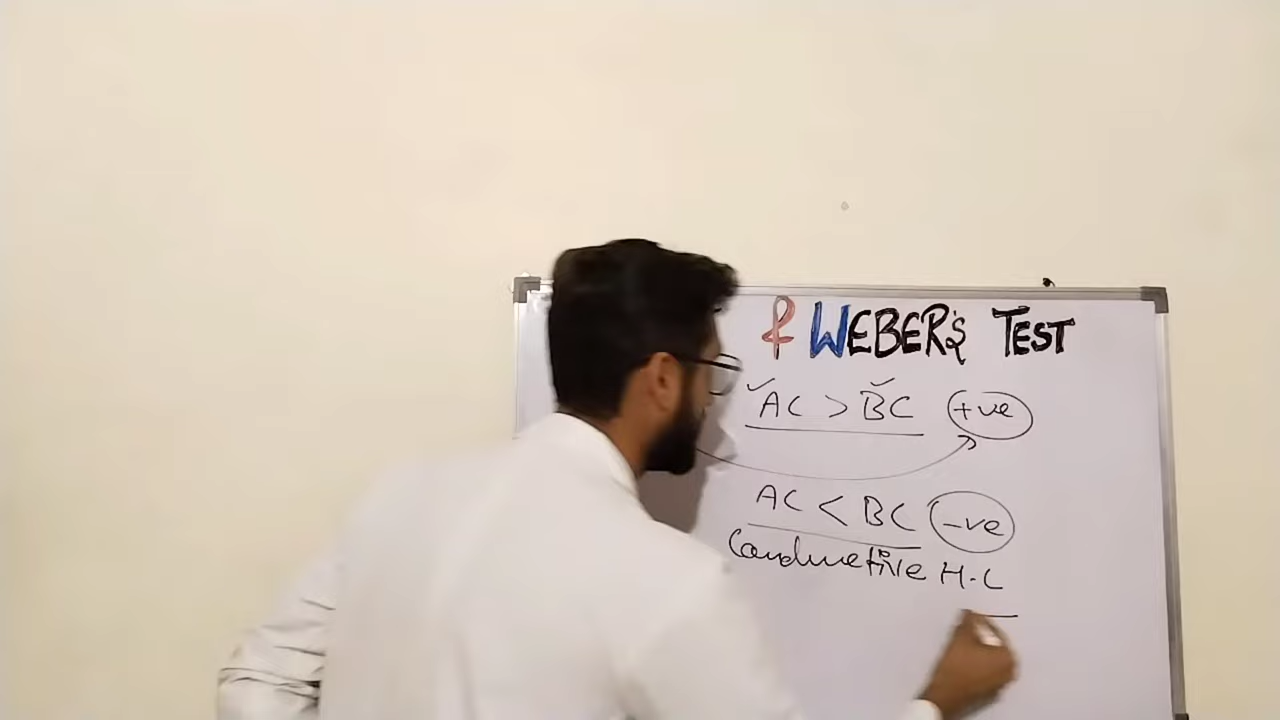 & WEBER'S TEST
AC > BC +ve
AC < BC -ve
Conductive H.L